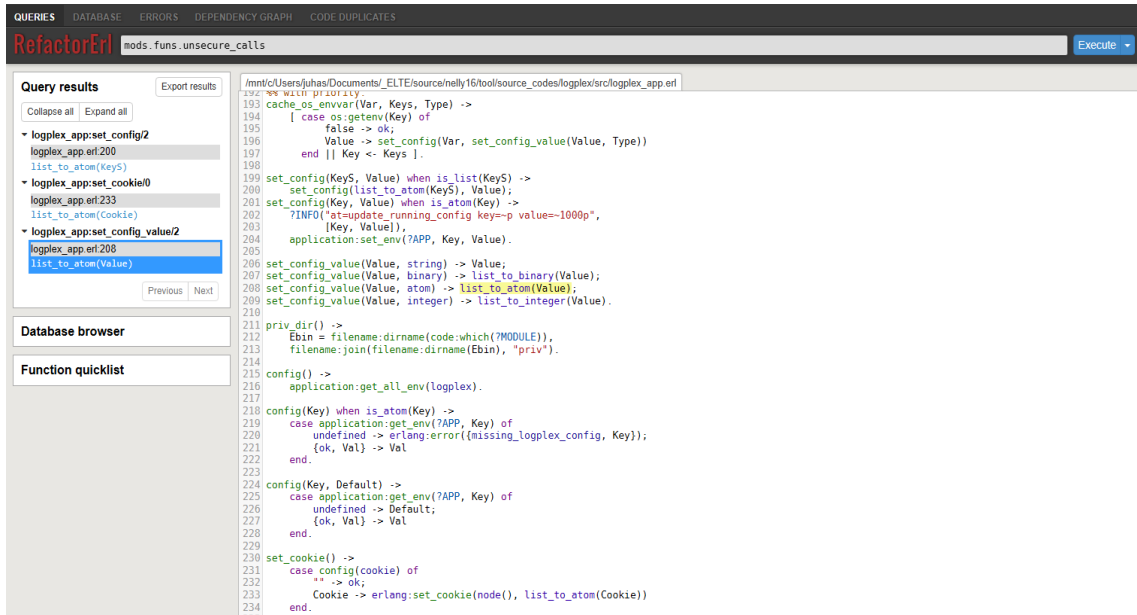 QUERIES DATABASE ERRORS DEPENDENCY GRAPH CODE DUPLICATES
RefactorErl mods.funs.unsecure_calls Execute
Query results Export results
Collapse all Expand all
logplex_app:set_config/2
logplex_app.erl:200
list_to_atom(KeyS)
logplex_app:set_cookie/0
logplex_app.erl:233
list_to_atom(Cookie)
logplex_app:set_config_value/2
logplex_app.erl:208
list_to_atom(Value)
Previous Next
Database browser
Function quicklist
/mnt/c/Users/juhas/Documents/_ELTE/source/nelly16/tool/source_codes/logplex/src/logplex_app.erl
192 %% with priority.
193 cache_os_envvar(Var, Keys, Type) ->
194     [ case os:getenv(Key) of
195           false -> ok;
196           Value -> set_config(Var, set_config_value(Value, Type))
197       end || Key <- Keys ].
198
199 set_config(KeyS, Value) when is_list(KeyS) ->
200     set_config(list_to_atom(KeyS), Value);
201 set_config(Key, Value) when is_atom(Key) ->
202     ?INFO("at=update_running_config key=~p value=~1000p",
203           [Key, Value]),
204     application:set_env(?APP, Key, Value).
205
206 set_config_value(Value, string) -> Value;
207 set_config_value(Value, binary) -> list_to_binary(Value);
208 set_config_value(Value, atom) -> list_to_atom(Value);
209 set_config_value(Value, integer) -> list_to_integer(Value).
210
211 priv_dir() ->
212     Ebin = filename:dirname(code:which(?MODULE)),
213     filename:join(filename:dirname(Ebin), "priv").
214
215 config() ->
216     application:get_all_env(logplex).
217
218 config(Key) when is_atom(Key) ->
219     case application:get_env(?APP, Key) of
220         undefined -> erlang:error({missing_logplex_config, Key});
221         {ok, Val} -> Val
222     end.
223
224 config(Key, Default) ->
225     case application:get_env(?APP, Key) of
226         undefined -> Default;
227         {ok, Val} -> Val
228     end.
229
230 set_cookie() ->
231     case config(cookie) of
232         "" -> ok;
233         Cookie -> erlang:set_cookie(node(), list_to_atom(Cookie))
234     end.